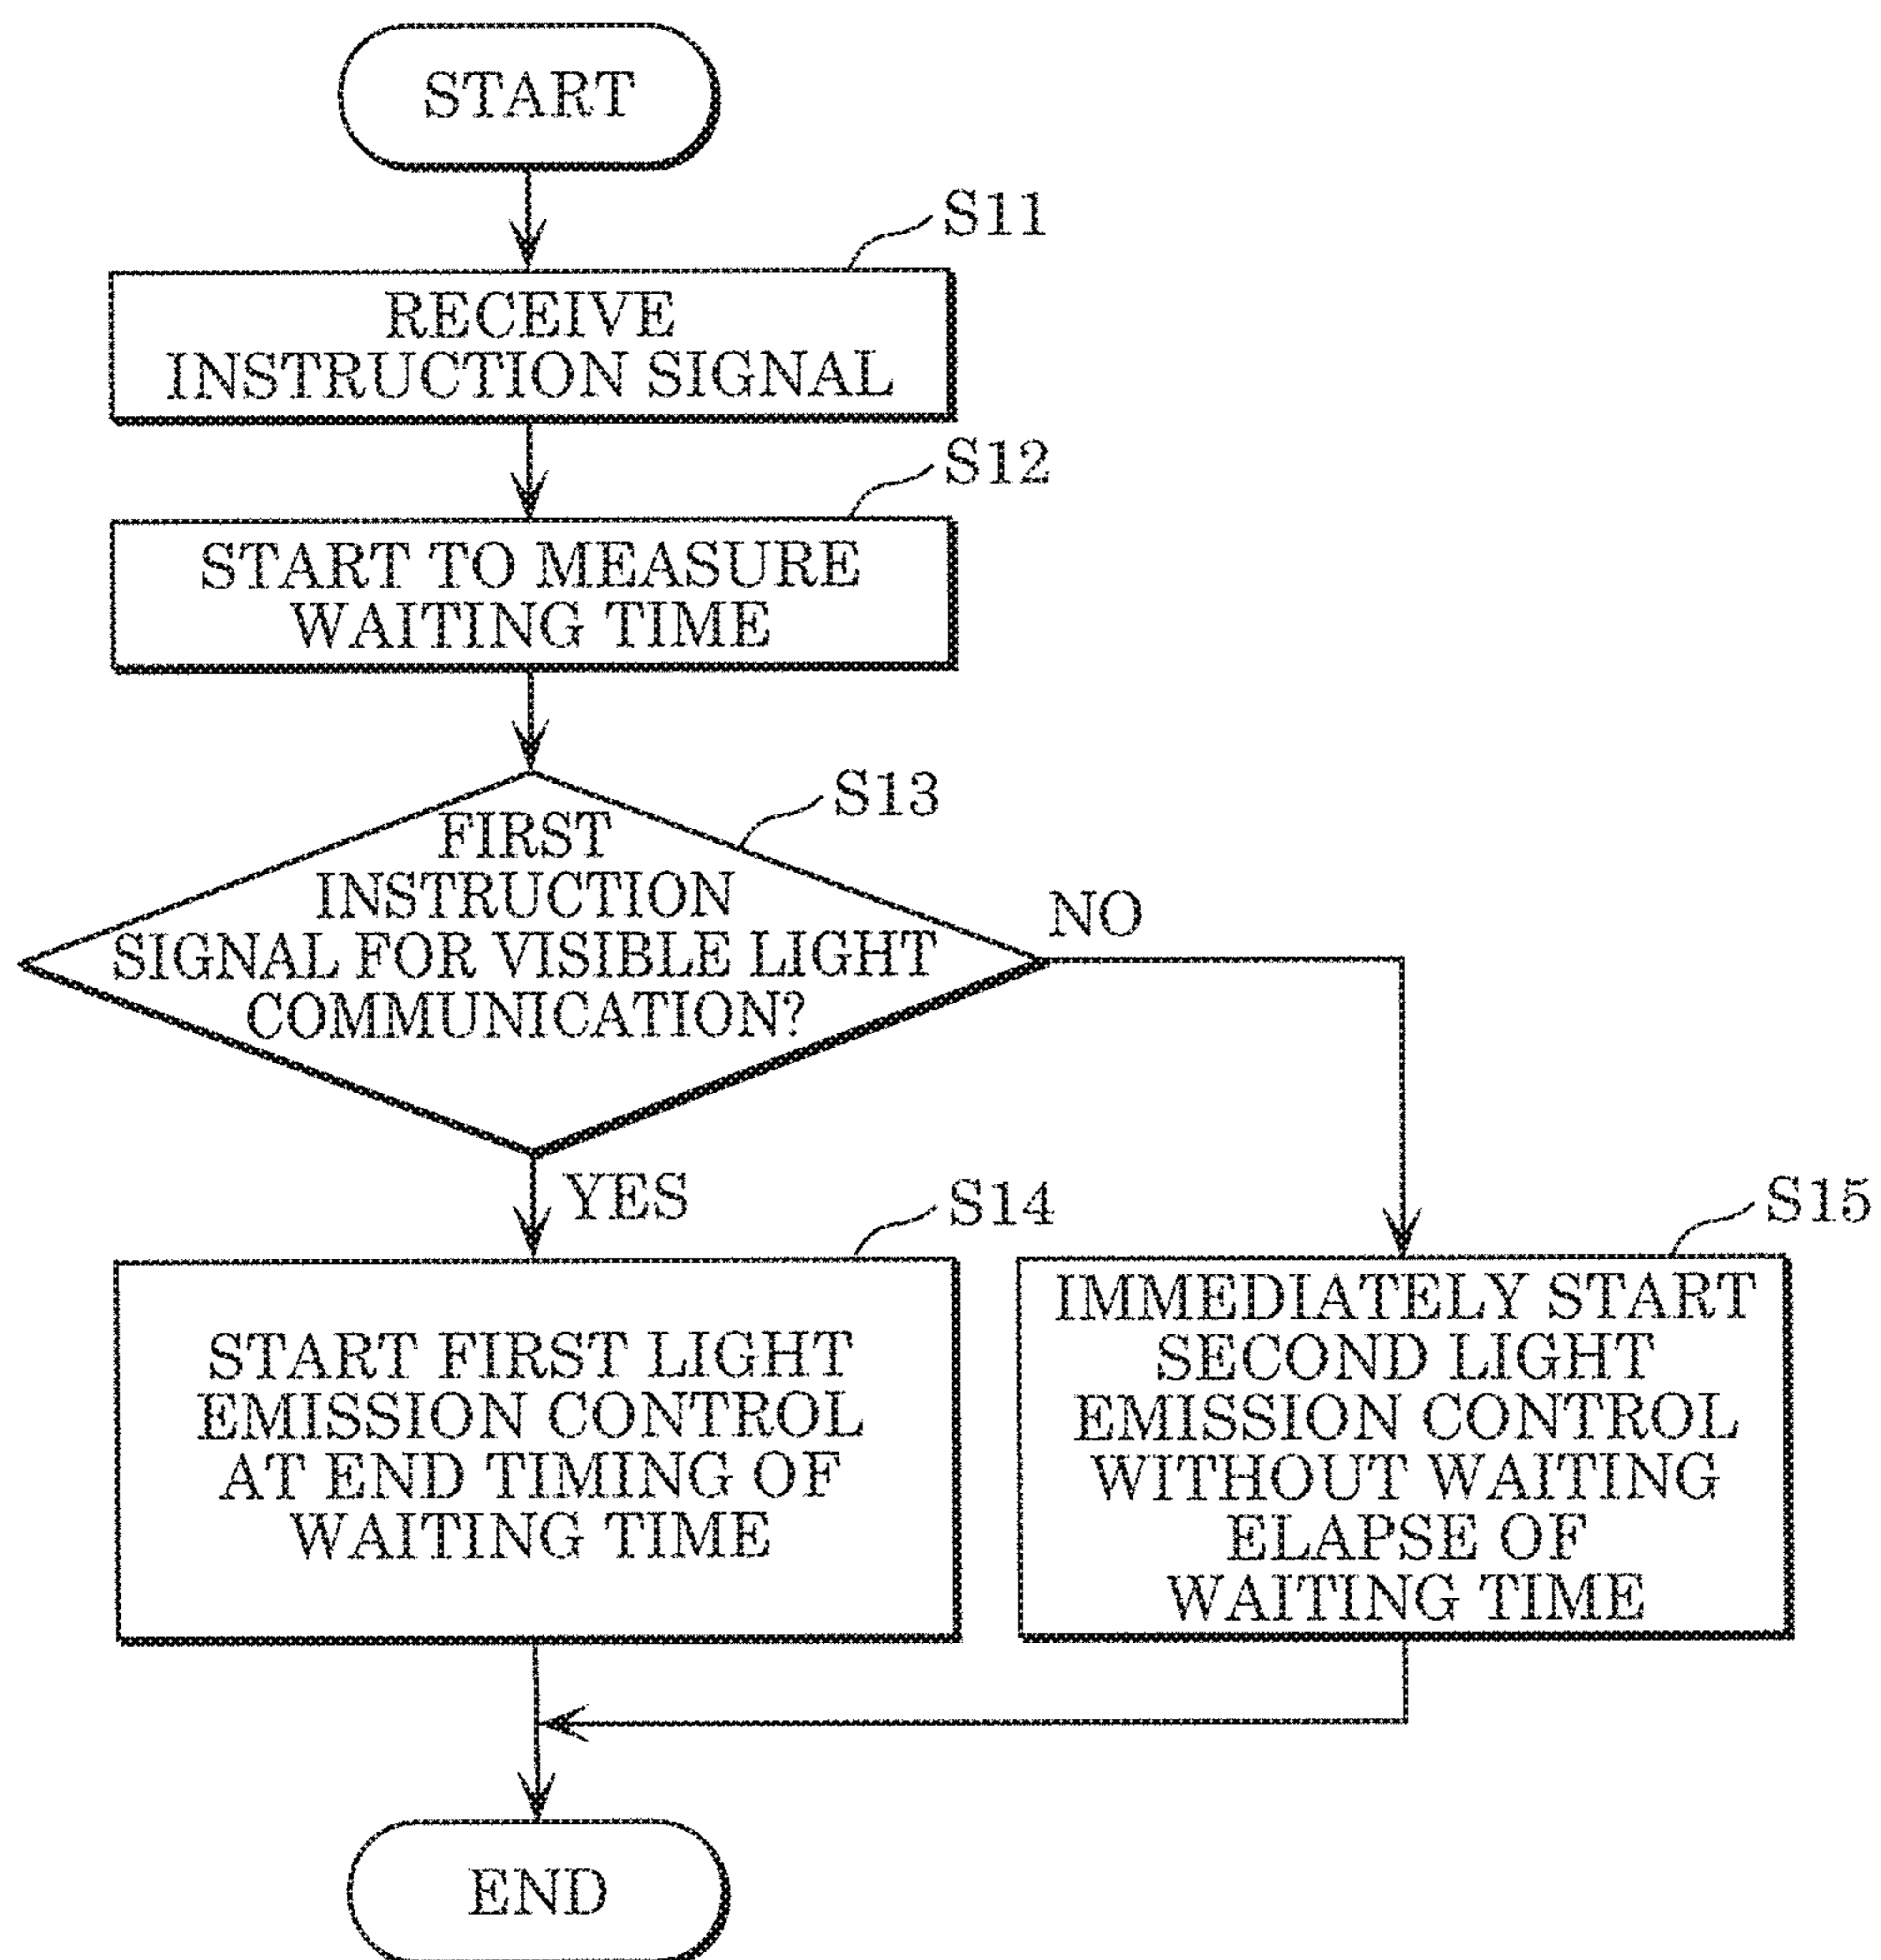 START
S11
RECEIVE
INSTRUCTION SIGNAL
S12
START TO MEASURE
WAITING TIME
S13
FIRST
INSTRUCTION
SIGNAL FOR VISIBLE LIGHT
COMMUNICATION?
NO
YES
S14
START FIRST LIGHT
EMISSION CONTROL
AT END TIMING OF
WAITING TIME
S15
IMMEDIATELY START
SECOND LIGHT
EMISSION CONTROL
WITHOUT WAITING
ELAPSE OF
WAITING TIME
END